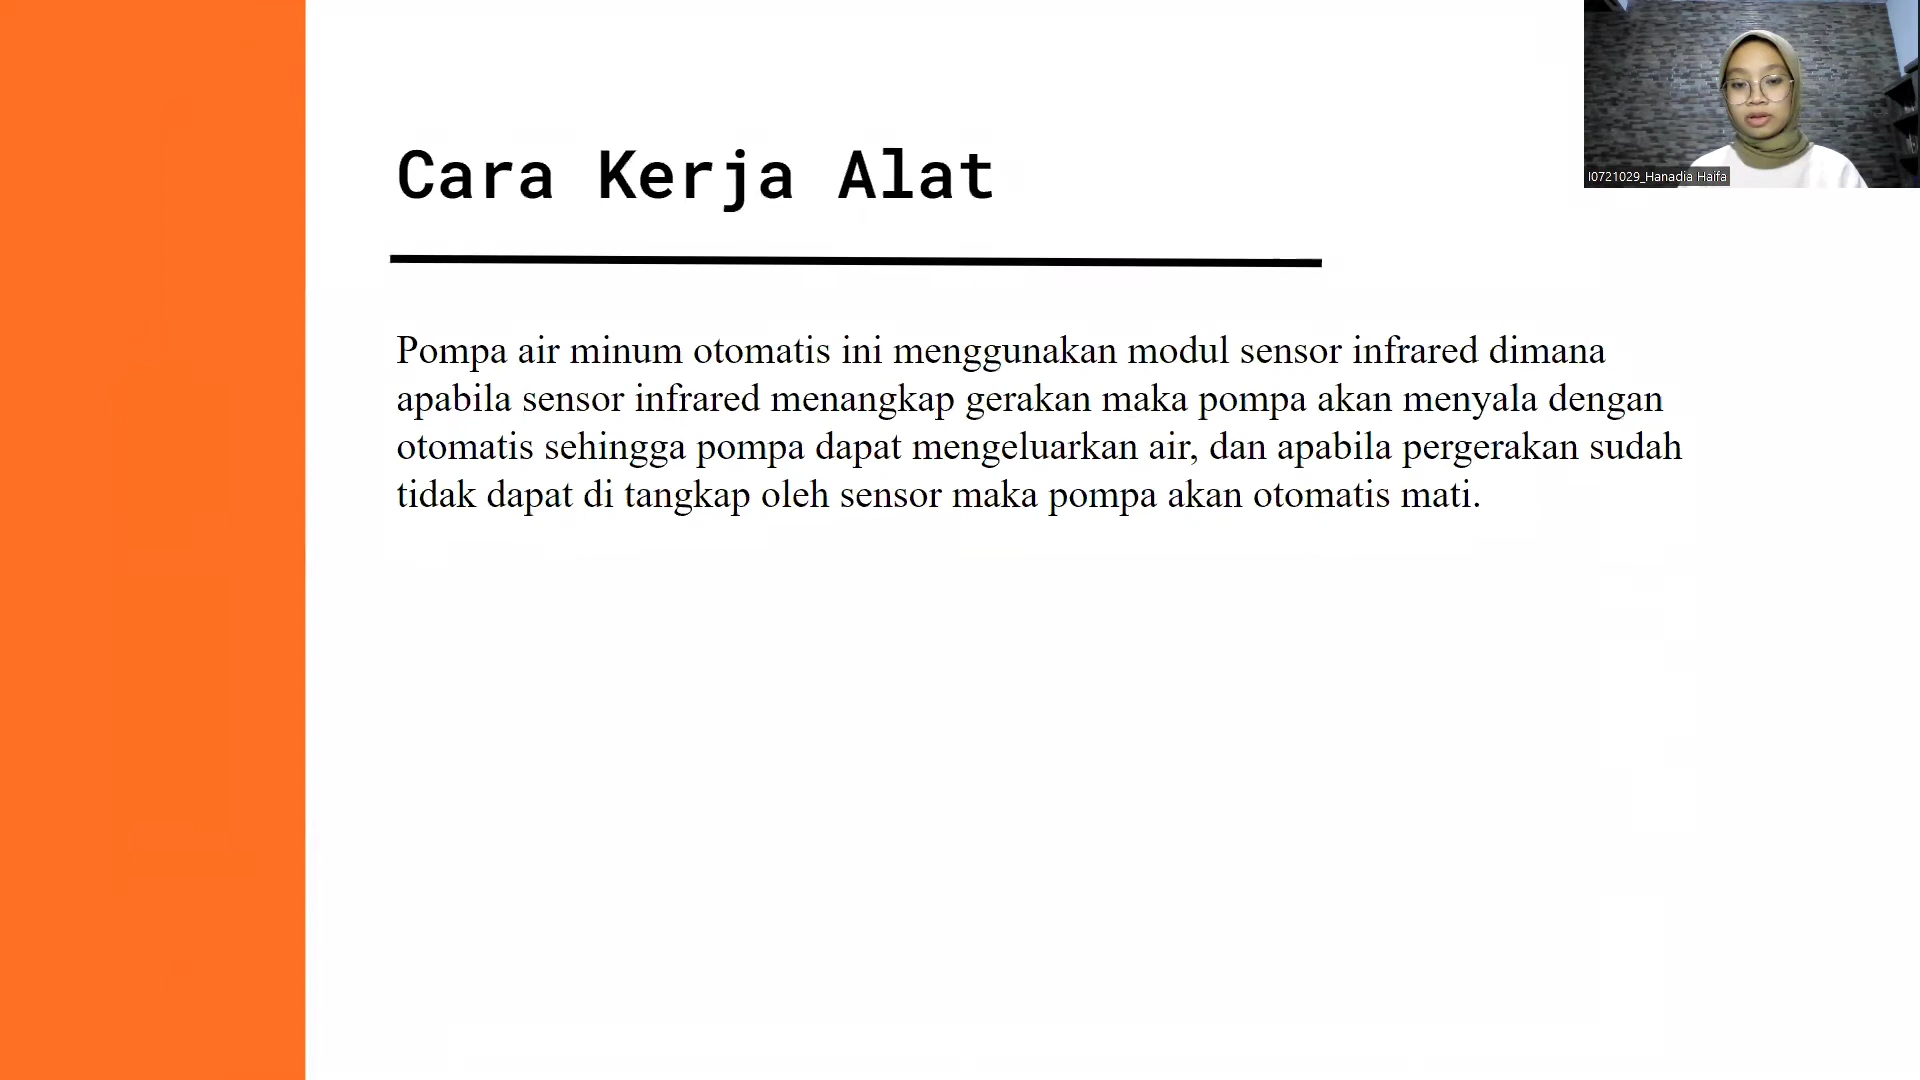 Cara Kerja Alat
I0721029_Hanadia Haifa
Pompa air minum otomatis ini menggunakan modul sensor infrared dimana
apabila sensor infrared menangkap gerakan maka pompa akan menyala dengan
otomatis sehingga pompa dapat mengeluarkan air, dan apabila pergerakan sudah
tidak dapat di tangkap oleh sensor maka pompa akan otomatis mati.